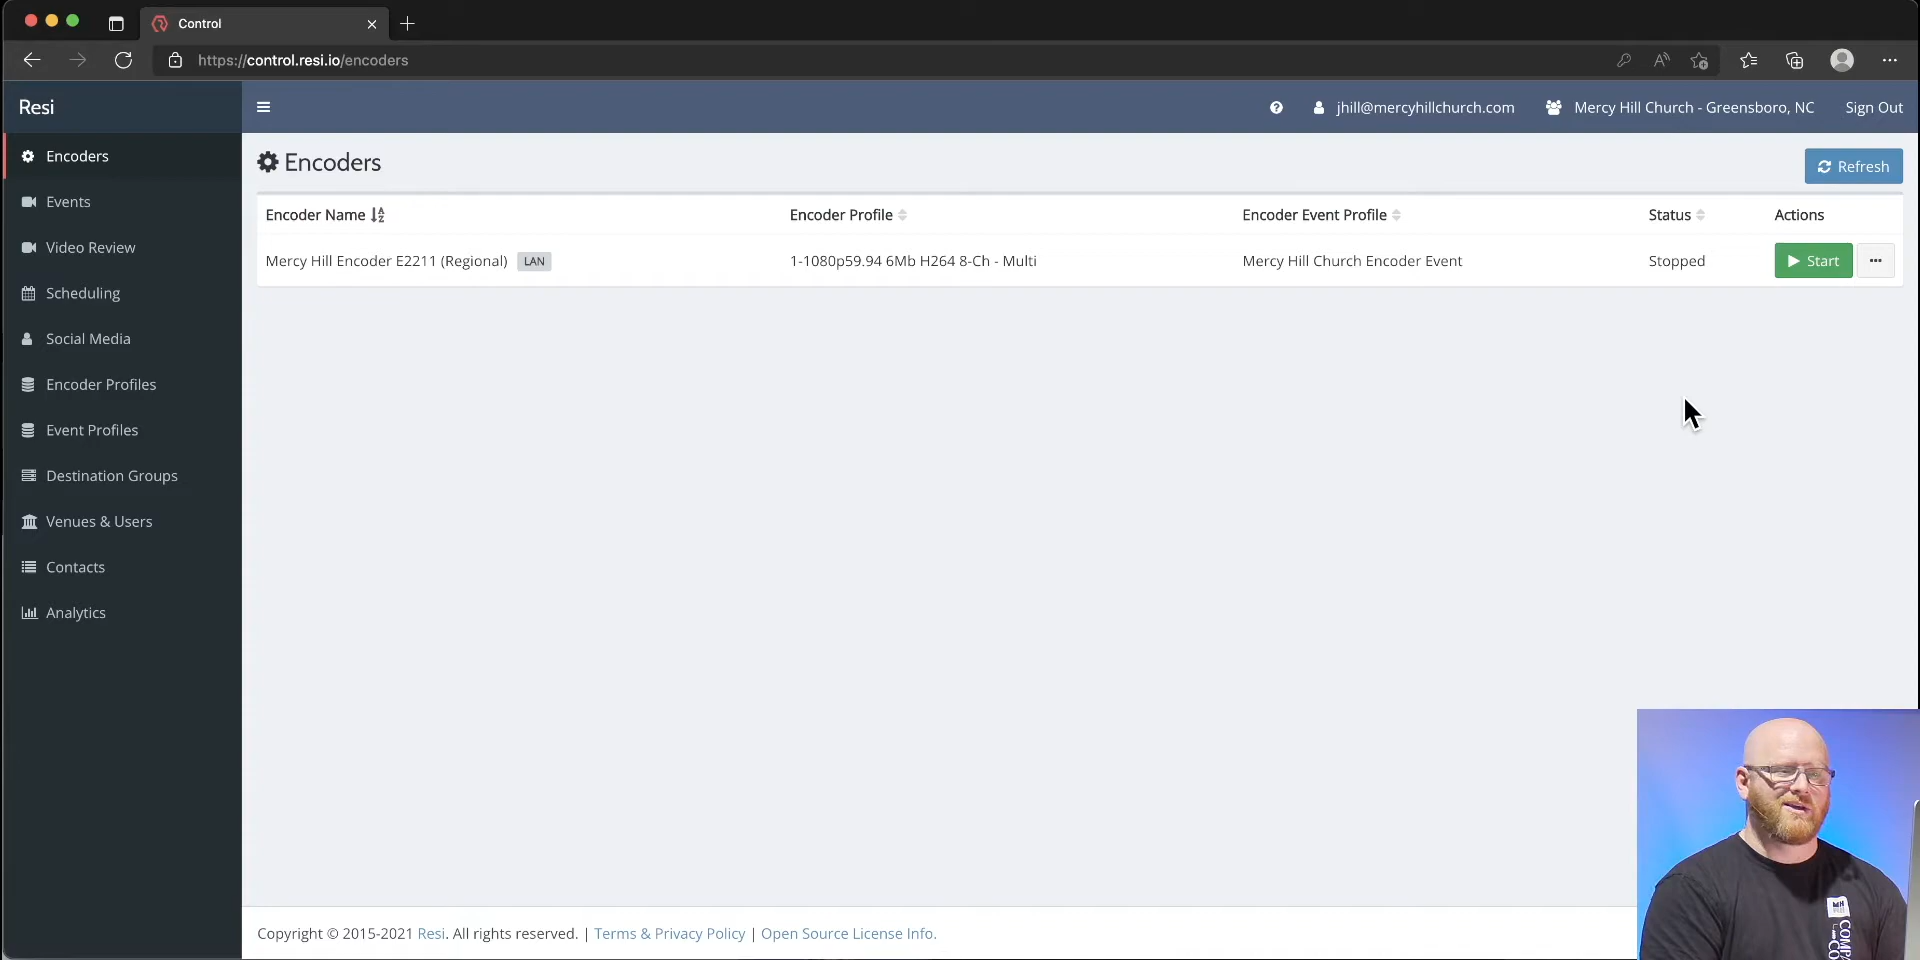 Control
https://control.resi.io/encoders
Resi
jhill@mercyhillchurch.com
Mercy Hill Church - Greensboro, NC
Sign Out
Encoders
Events
Video Review
Scheduling
Social Media
Encoder Profiles
Event Profiles
Destination Groups
Venues & Users
Contacts
Analytics
Encoders
Refresh
Encoder Name
Encoder Profile
Encoder Event Profile
Status
Actions
Mercy Hill Encoder E2211 (Regional)
LAN
1-1080p59.94 6Mb H264 8-Ch - Multi
Mercy Hill Church Encoder Event
Stopped
Start
Copyright © 2015-2021 Resi. All rights reserved. | Terms & Privacy Policy | Open Source License Info.
MH